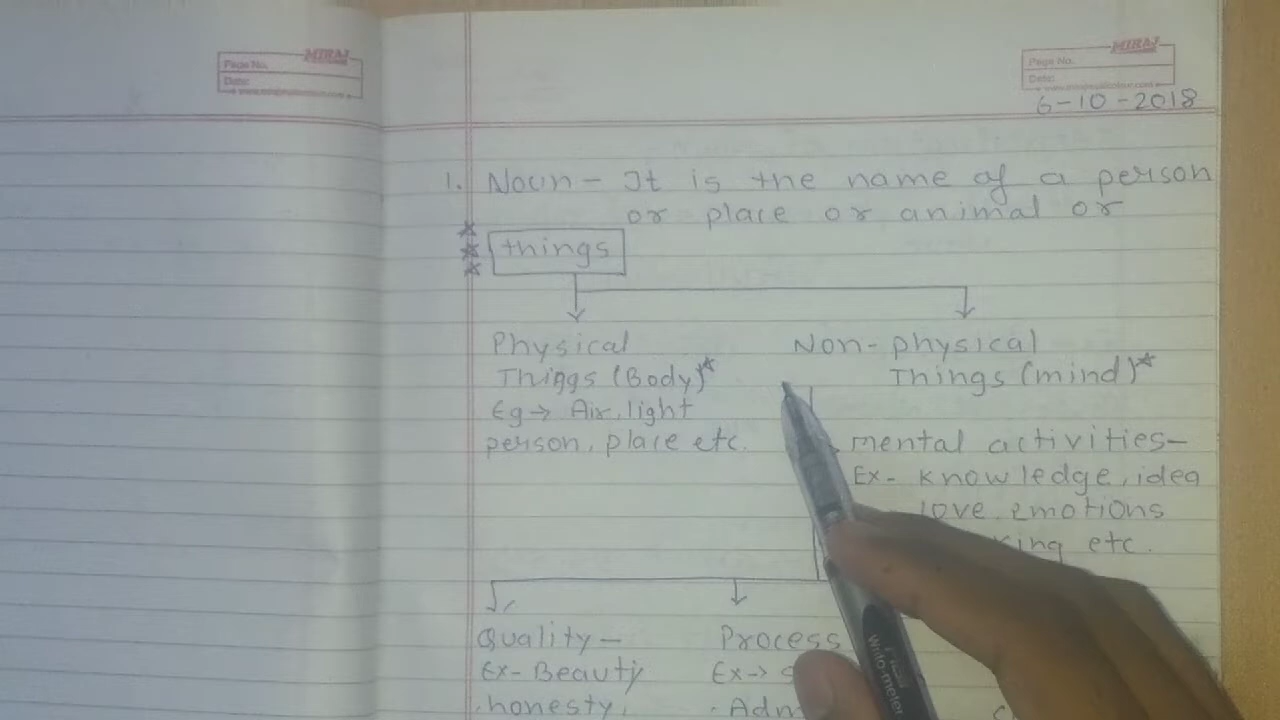 MIRAJ
Page No.
Date:
MIRAJ
Page No.
Date:
6-10-2018
1. Noun - It is the name of a person
or place or animal or
things
Physical
Things (Body)*
Eg → Air, light
person, place etc.
Non-physical
Things (mind)*
mental activities-
Ex- knowledge, idea
love, emotions
etc.
Quality -
Ex- Beauty
honesty,
Process
Ex →
write-o-meter